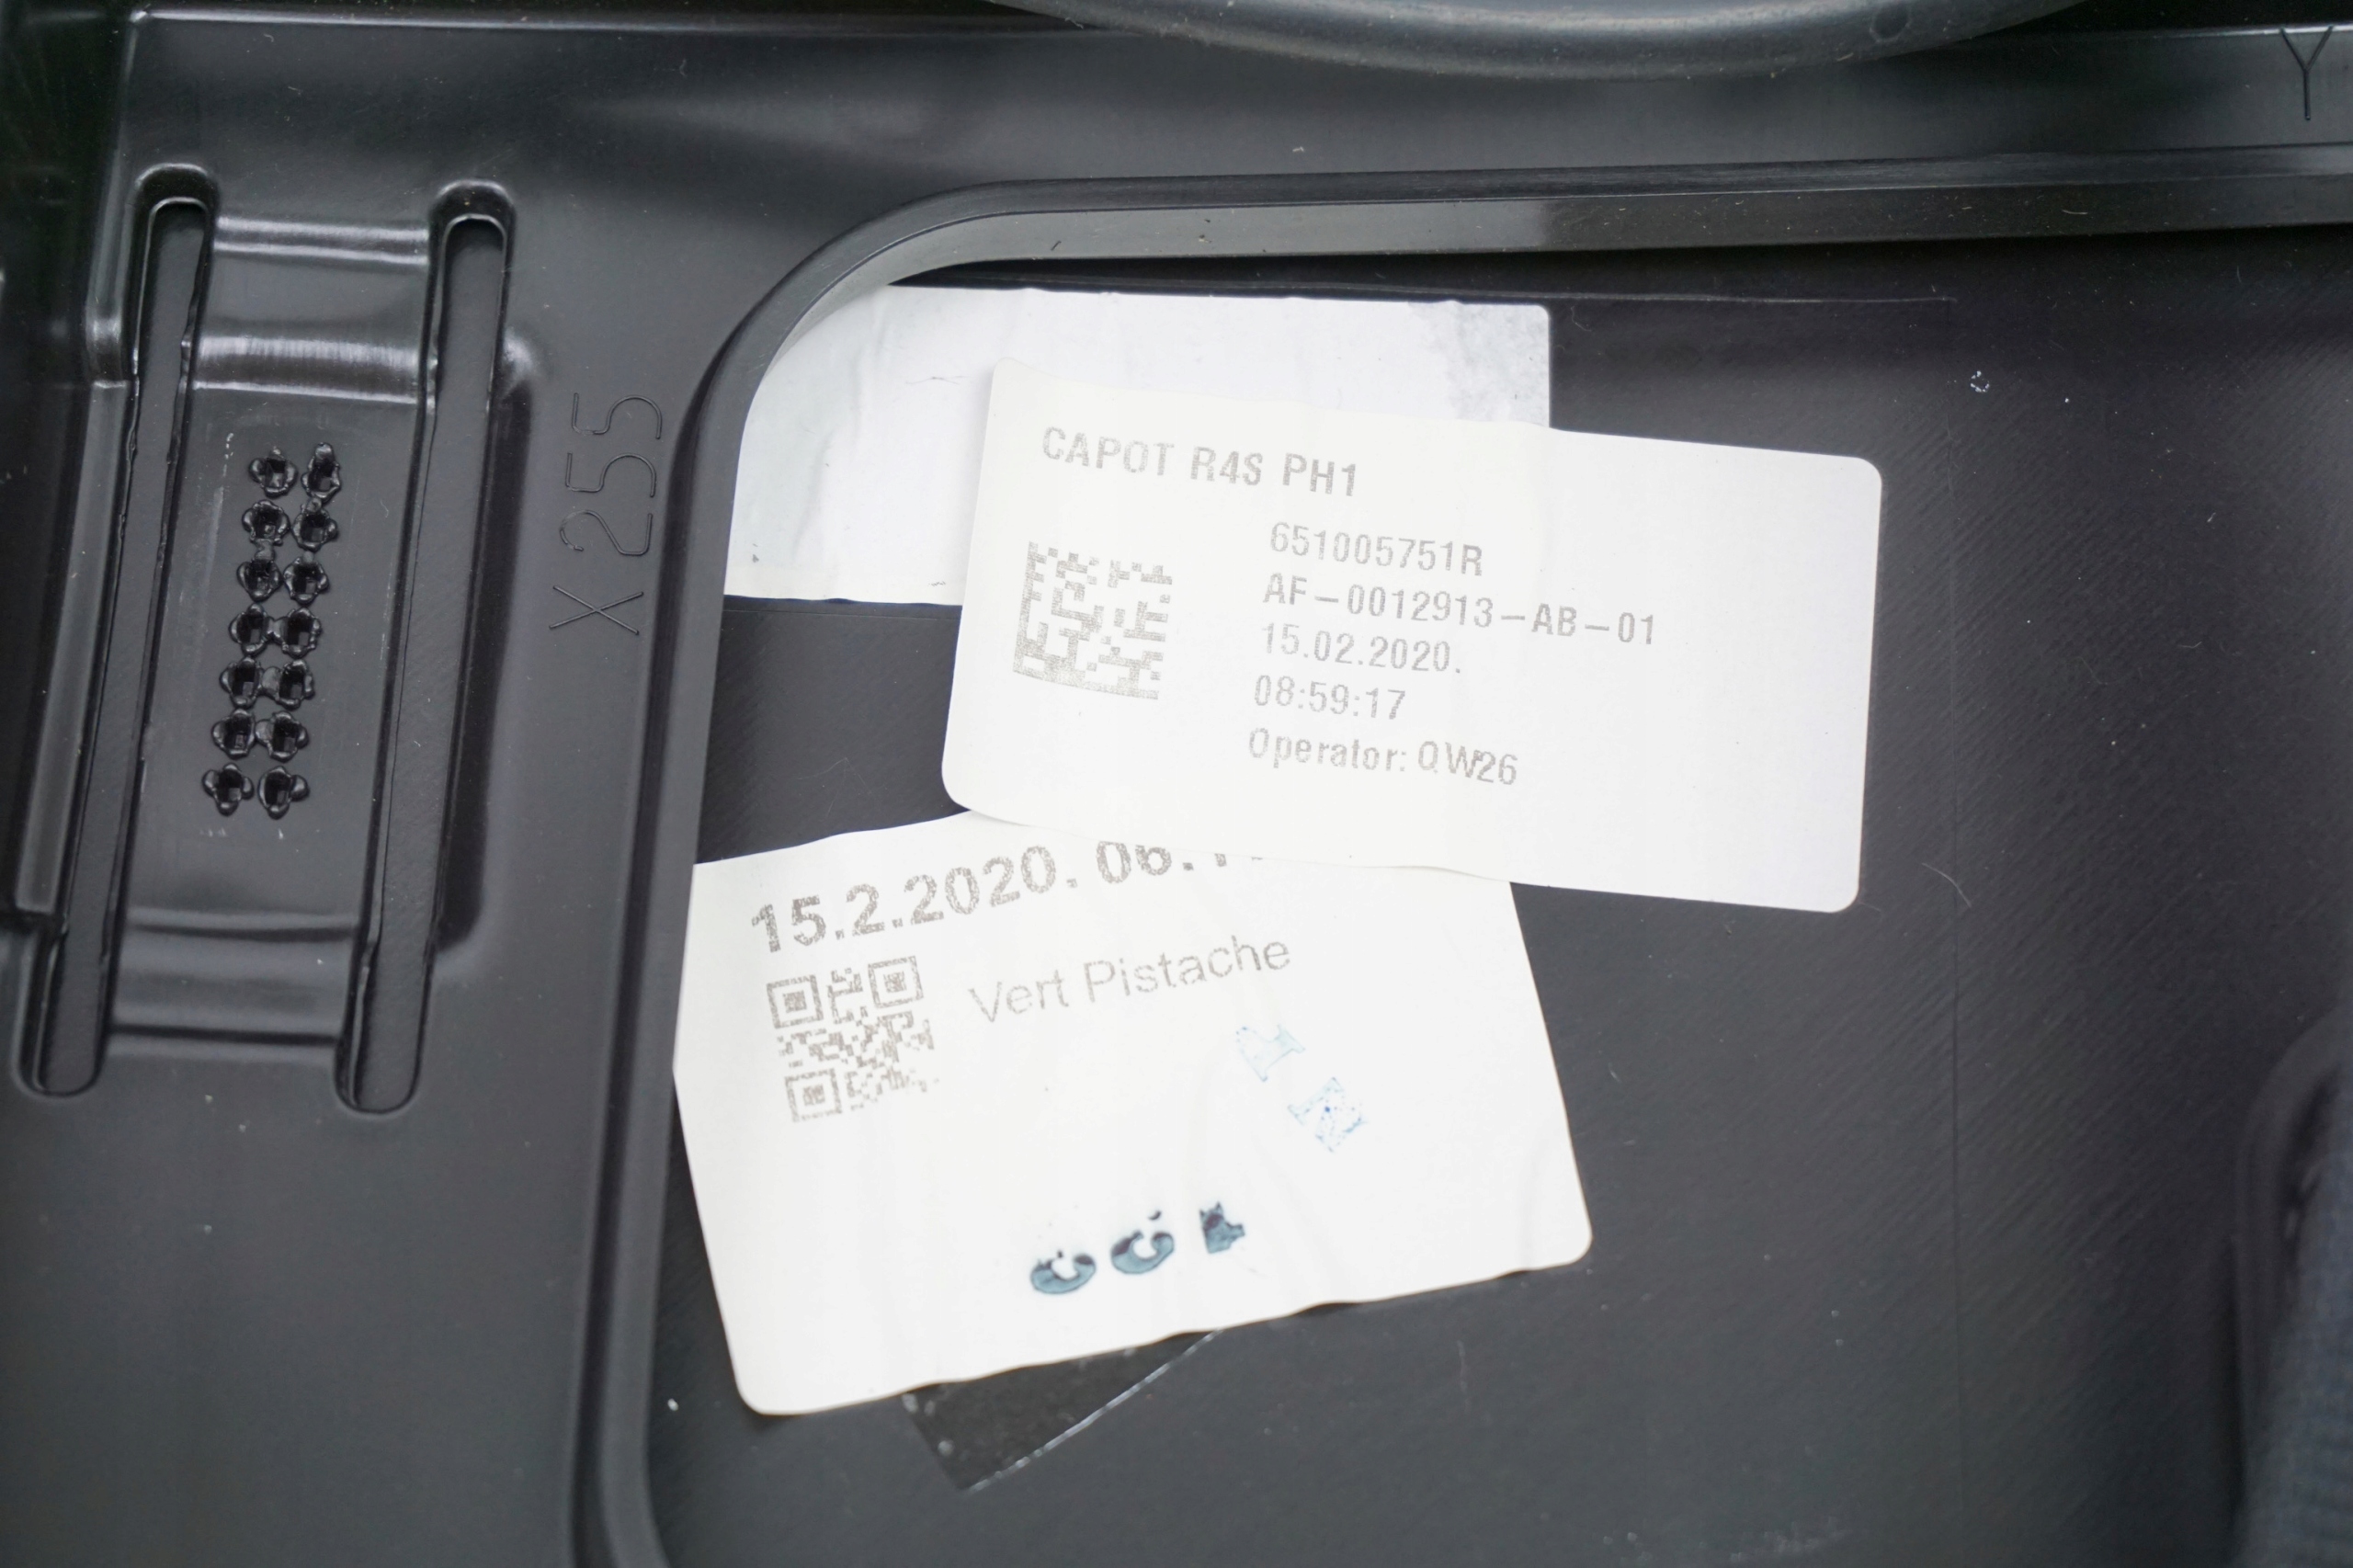 Y
X 255
CAPOT R4S PH1
651005751R
AF-0012913-AB-01
15.02.2020.
08:59:17
Operator: QW26
15.2.2020.
Vert Pistache